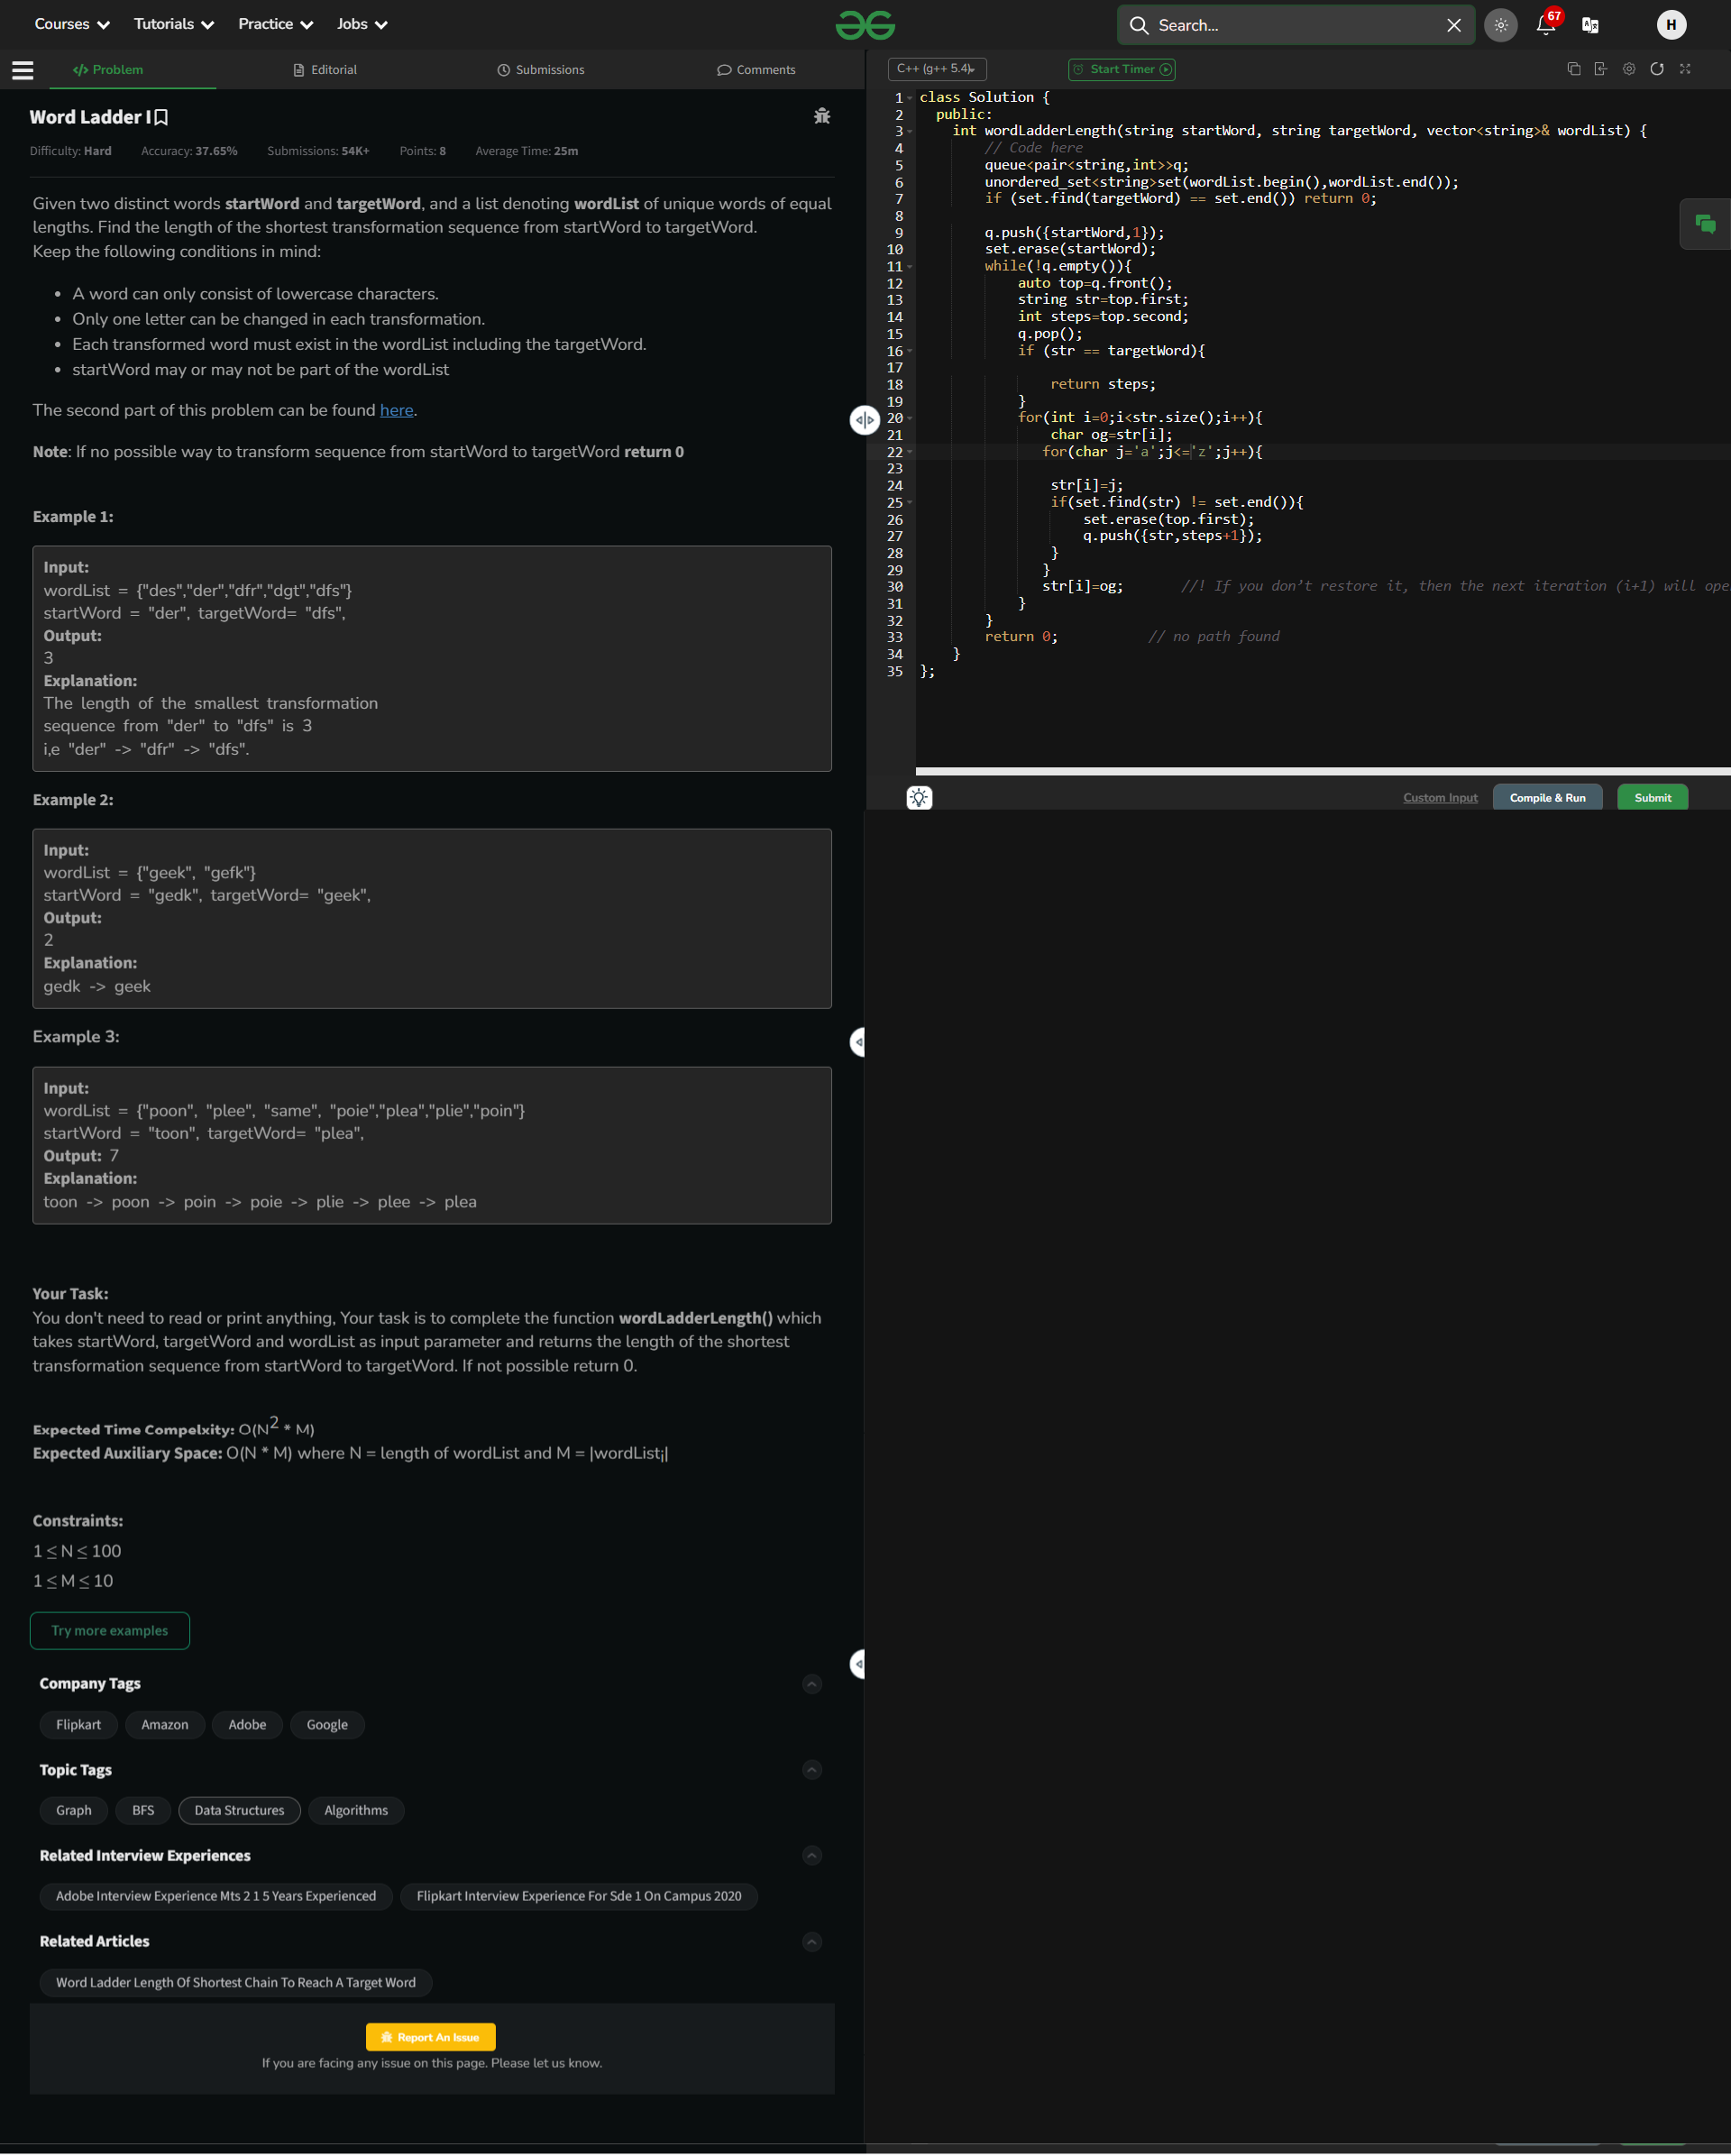 Courses Tutorials Practice Jobs Search... 67 H
Problem Editorial Submissions Comments
Word Ladder I
Difficulty: Hard Accuracy: 37.65% Submissions: 54K+ Points: 8 Average Time: 25m
Given two distinct words startWord and targetWord, and a list denoting wordList of unique words of equal
lengths. Find the length of the shortest transformation sequence from startWord to targetWord.
Keep the following conditions in mind:
• A word can only consist of lowercase characters.
• Only one letter can be changed in each transformation.
• Each transformed word must exist in the wordList including the targetWord.
• startWord may or may not be part of the wordList
The second part of this problem can be found here.
Note: If no possible way to transform sequence from startWord to targetWord return 0
Example 1:
Input:
wordList = {"des","der","dfr","dgt","dfs"}
startWord = "der", targetWord= "dfs",
Output:
3
Explanation:
The length of the smallest transformation
sequence from "der" to "dfs" is 3
i,e "der" -> "dfr" -> "dfs".
Example 2:
Input:
wordList = {"geek", "gefk"}
startWord = "gedk", targetWord= "geek",
Output:
2
Explanation:
gedk -> geek
Example 3:
Input:
wordList = {"poon", "plee", "same", "poie","plea","plie","poin"}
startWord = "toon", targetWord= "plea",
Output: 7
Explanation:
toon -> poon -> poin -> poie -> plie -> plee -> plea
Your Task:
You don't need to read or print anything, Your task is to complete the function wordLadderLength() which
takes startWord, targetWord and wordList as input parameter and returns the length of the shortest
transformation sequence from startWord to targetWord. If not possible return 0.
Expected Time Compelxity: O(N2 * M)
Expected Auxiliary Space: O(N * M) where N = length of wordList and M = |wordListi|
Constraints:
1 ≤ N ≤ 100
1 ≤ M ≤ 10
Try more examples
Company Tags
Flipkart Amazon Adobe Google
Topic Tags
Graph BFS Data Structures Algorithms
Related Interview Experiences
Adobe Interview Experience Mts 2 1 5 Years Experienced Flipkart Interview Experience For Sde 1 On Campus 2020
Related Articles
Word Ladder Length Of Shortest Chain To Reach A Target Word
Report An Issue
If you are facing any issue on this page. Please let us know.
C++ (g++ 5.4) Start Timer
1 class Solution {
2 public:
3 int wordLadderLength(string startWord, string targetWord, vector<string>& wordList) {
4 // Code here
5 queue<pair<string,int>>q;
6 unordered_set<string>set(wordList.begin(),wordList.end());
7 if (set.find(targetWord) == set.end()) return 0;
8
9 q.push({startWord,1});
10 set.erase(startWord);
11 while(!q.empty()){
12 auto top=q.front();
13 string str=top.first;
14 int steps=top.second;
15 q.pop();
16 if (str == targetWord){
17
18 return steps;
19 }
20 for(int i=0;i<str.size();i++){
21 char og=str[i];
22 for(char j='a';j<='z';j++){
23
24 str[i]=j;
25 if(set.find(str) != set.end()){
26 set.erase(top.first);
27 q.push({str,steps+1});
28 }
29 }
30 str[i]=og; //! If you don’t restore it, then the next iteration (i+1) will ope
31 }
32 }
33 return 0; // no path found
34 }
35 };
Custom Input Compile & Run Submit